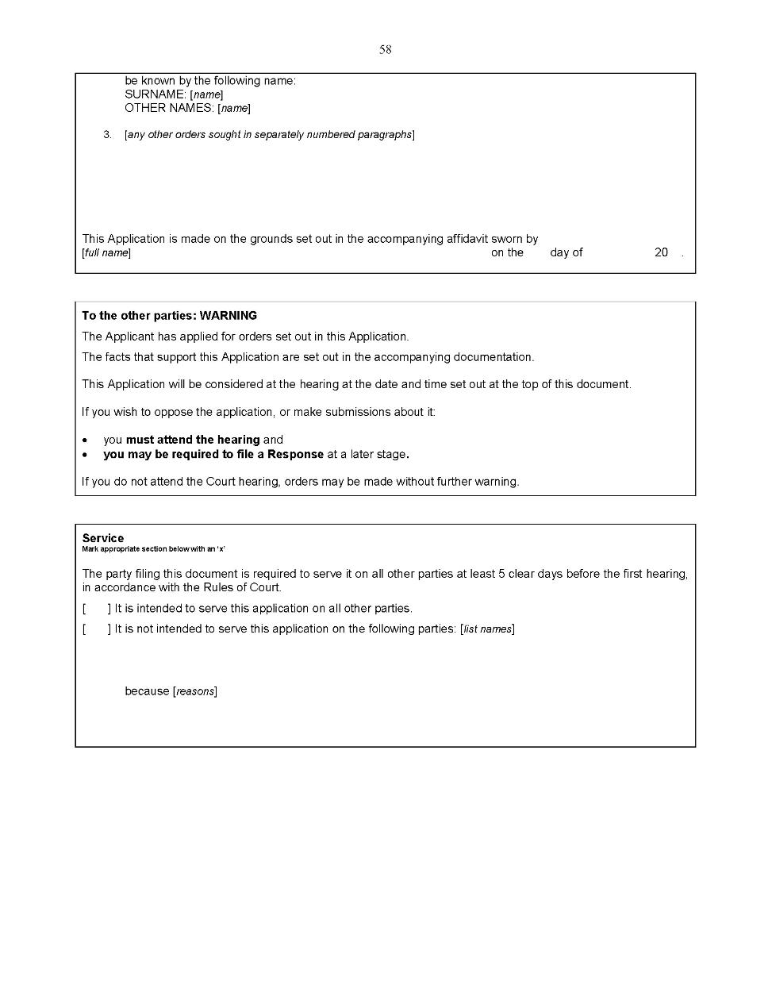 58
be known by the following name:
SURNAME: [name]
OTHER NAMES: [name]
3. [any other orders sought in separately numbered paragraphs]
This Application is made on the grounds set out in the accompanying affidavit sworn by
[full name] on the day of 20 .
To the other parties: WARNING
The Applicant has applied for orders set out in this Application.
The facts that support this Application are set out in the accompanying documentation.
This Application will be considered at the hearing at the date and time set out at the top of this document.
If you wish to oppose the application, or make submissions about it:
• you must attend the hearing and
• you may be required to file a Response at a later stage.
If you do not attend the Court hearing, orders may be made without further warning.
Service
Mark appropriate section below with an ‘x’
The party filing this document is required to serve it on all other parties at least 5 clear days before the first hearing,
in accordance with the Rules of Court.
[ ] It is intended to serve this application on all other parties.
[ ] It is not intended to serve this application on the following parties: [list names]
because [reasons]